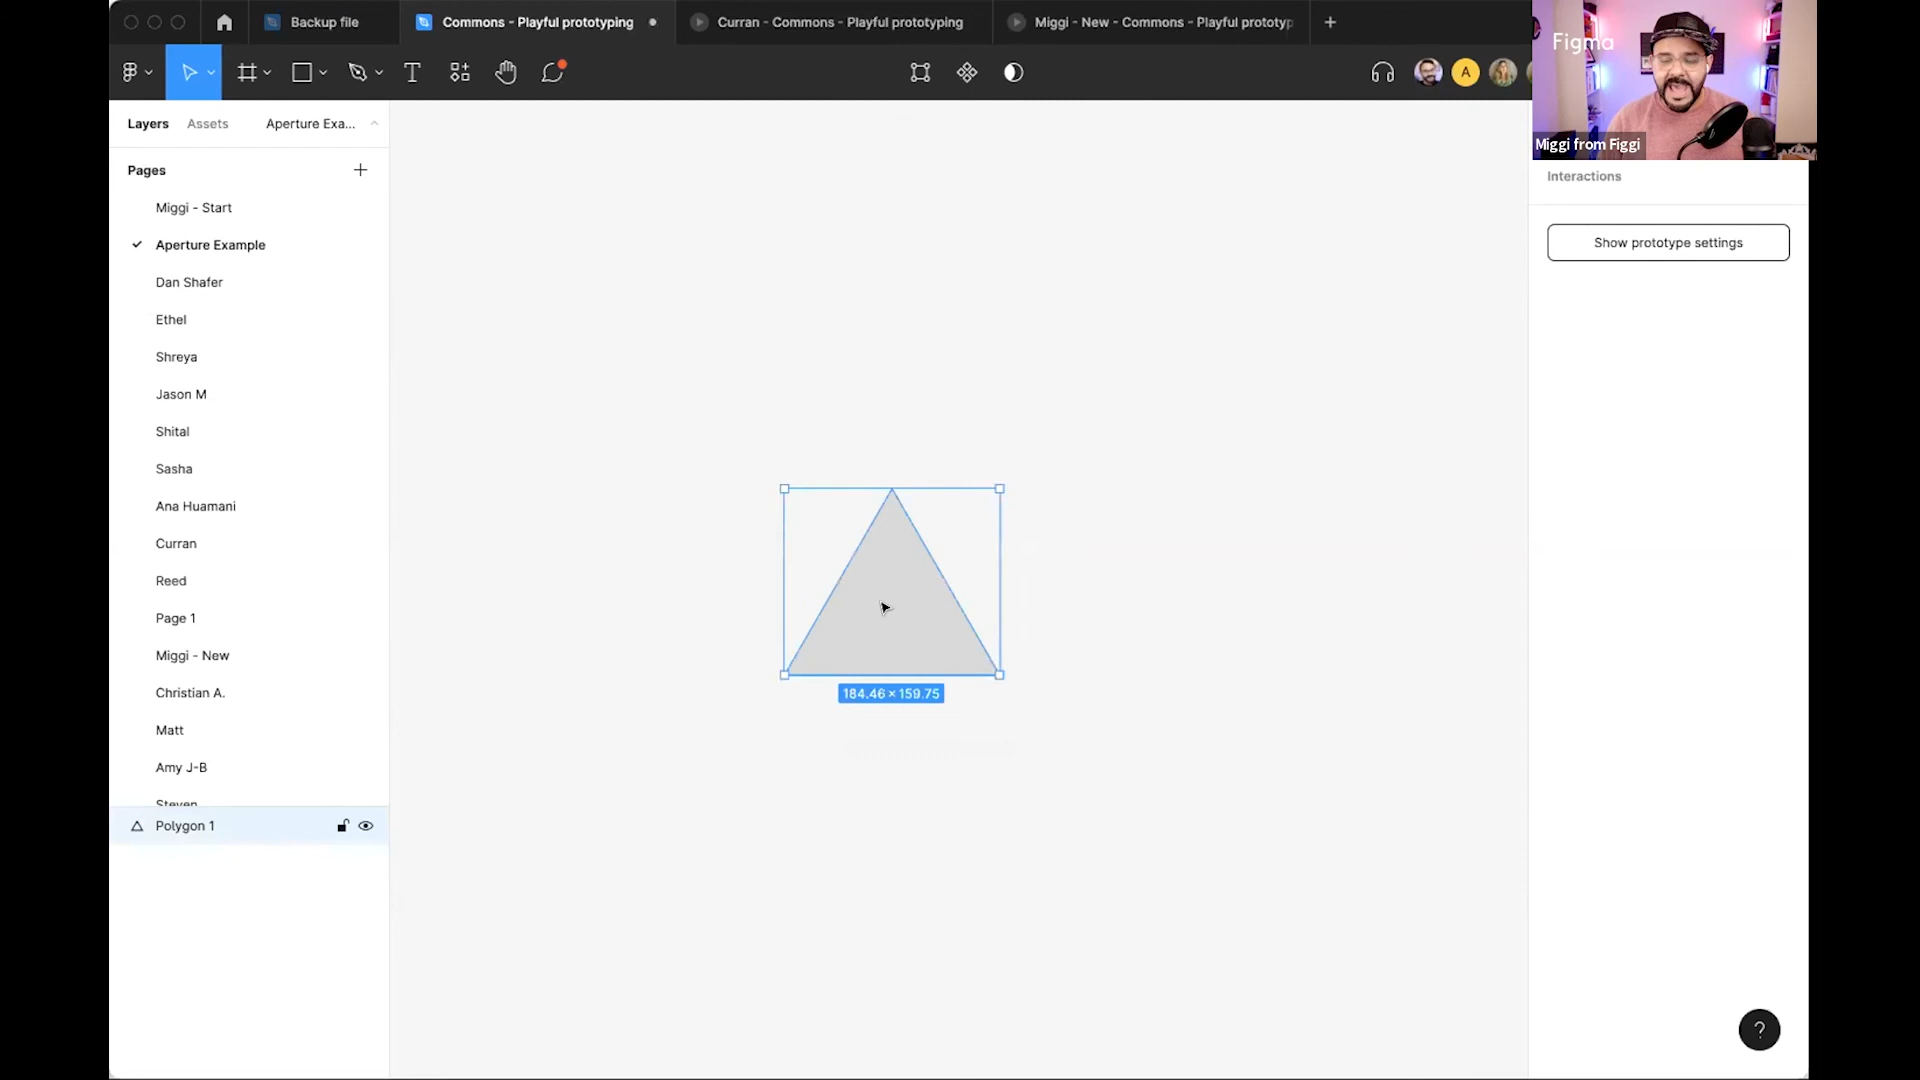 Backup file
Commons - Playful prototyping
Curran - Commons - Playful prototyping
Miggi - New - Commons - Playful prototyp
A
Figma
Miggi from Figgi
Layers
Assets
Aperture Exa...
Pages
Miggi - Start
Aperture Example
Dan Shafer
Ethel
Shreya
Jason M
Shital
Sasha
Ana Huamani
Curran
Reed
Page 1
Miggi - New
Christian A.
Matt
Amy J-B
Steven
Polygon 1
184.46 × 159.75
Interactions
Show prototype settings
?